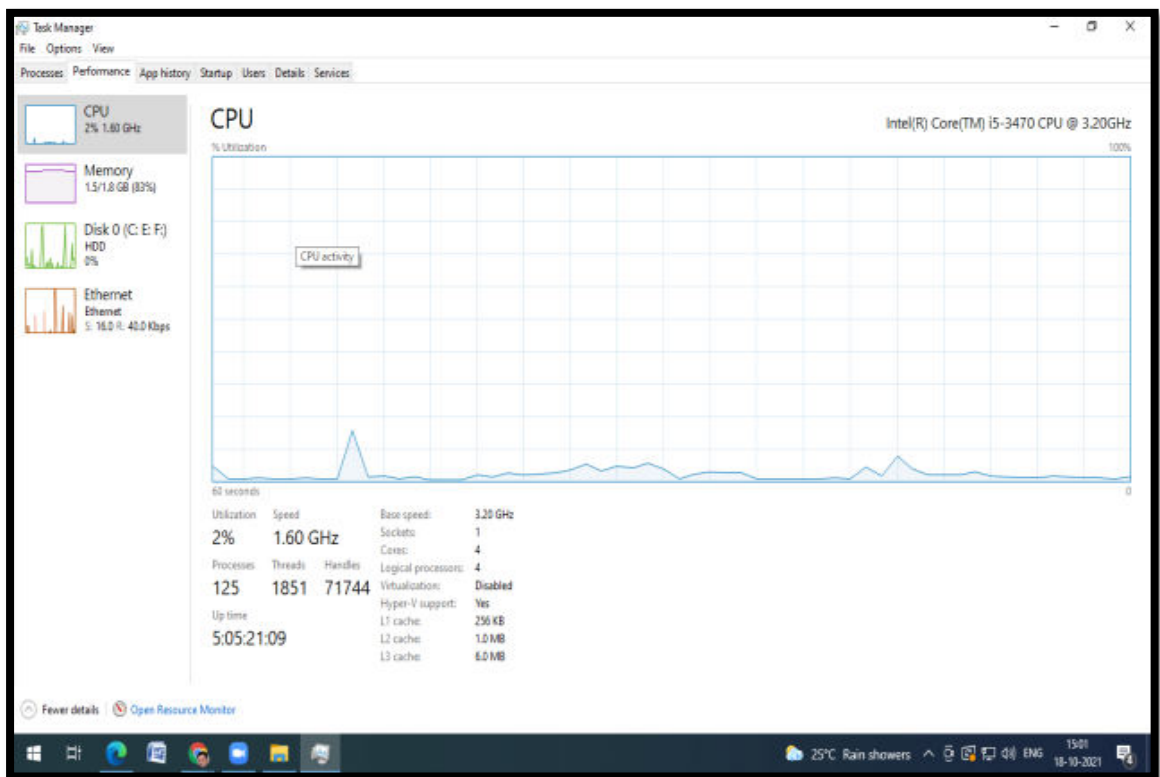 Task Manager
File Options View
Processes Performance App history Startup Users Details Services
CPU
2% 1.60 GHz
Memory
1.5/1.8 GB (83%)
Disk 0 (C: E: F:)
HDD
0%
Ethernet
Ethernet
S: 16.0 R: 40.0 Kbps
CPU
Intel(R) Core(TM) i5-3470 CPU @ 3.20GHz
% Utilization 100%
CPU activity
60 seconds 0
Utilization Speed
2% 1.60 GHz
Processes Threads Handles
125 1851 71744
Up time
5:05:21:09
Base speed: 3.20 GHz
Sockets: 1
Cores: 4
Logical processors: 4
Virtualization: Disabled
Hyper-V support: Yes
L1 cache: 256 KB
L2 cache: 1.0 MB
L3 cache: 6.0 MB
Fewer details Open Resource Monitor
25°C Rain showers ENG
15:01
18-10-2021
4